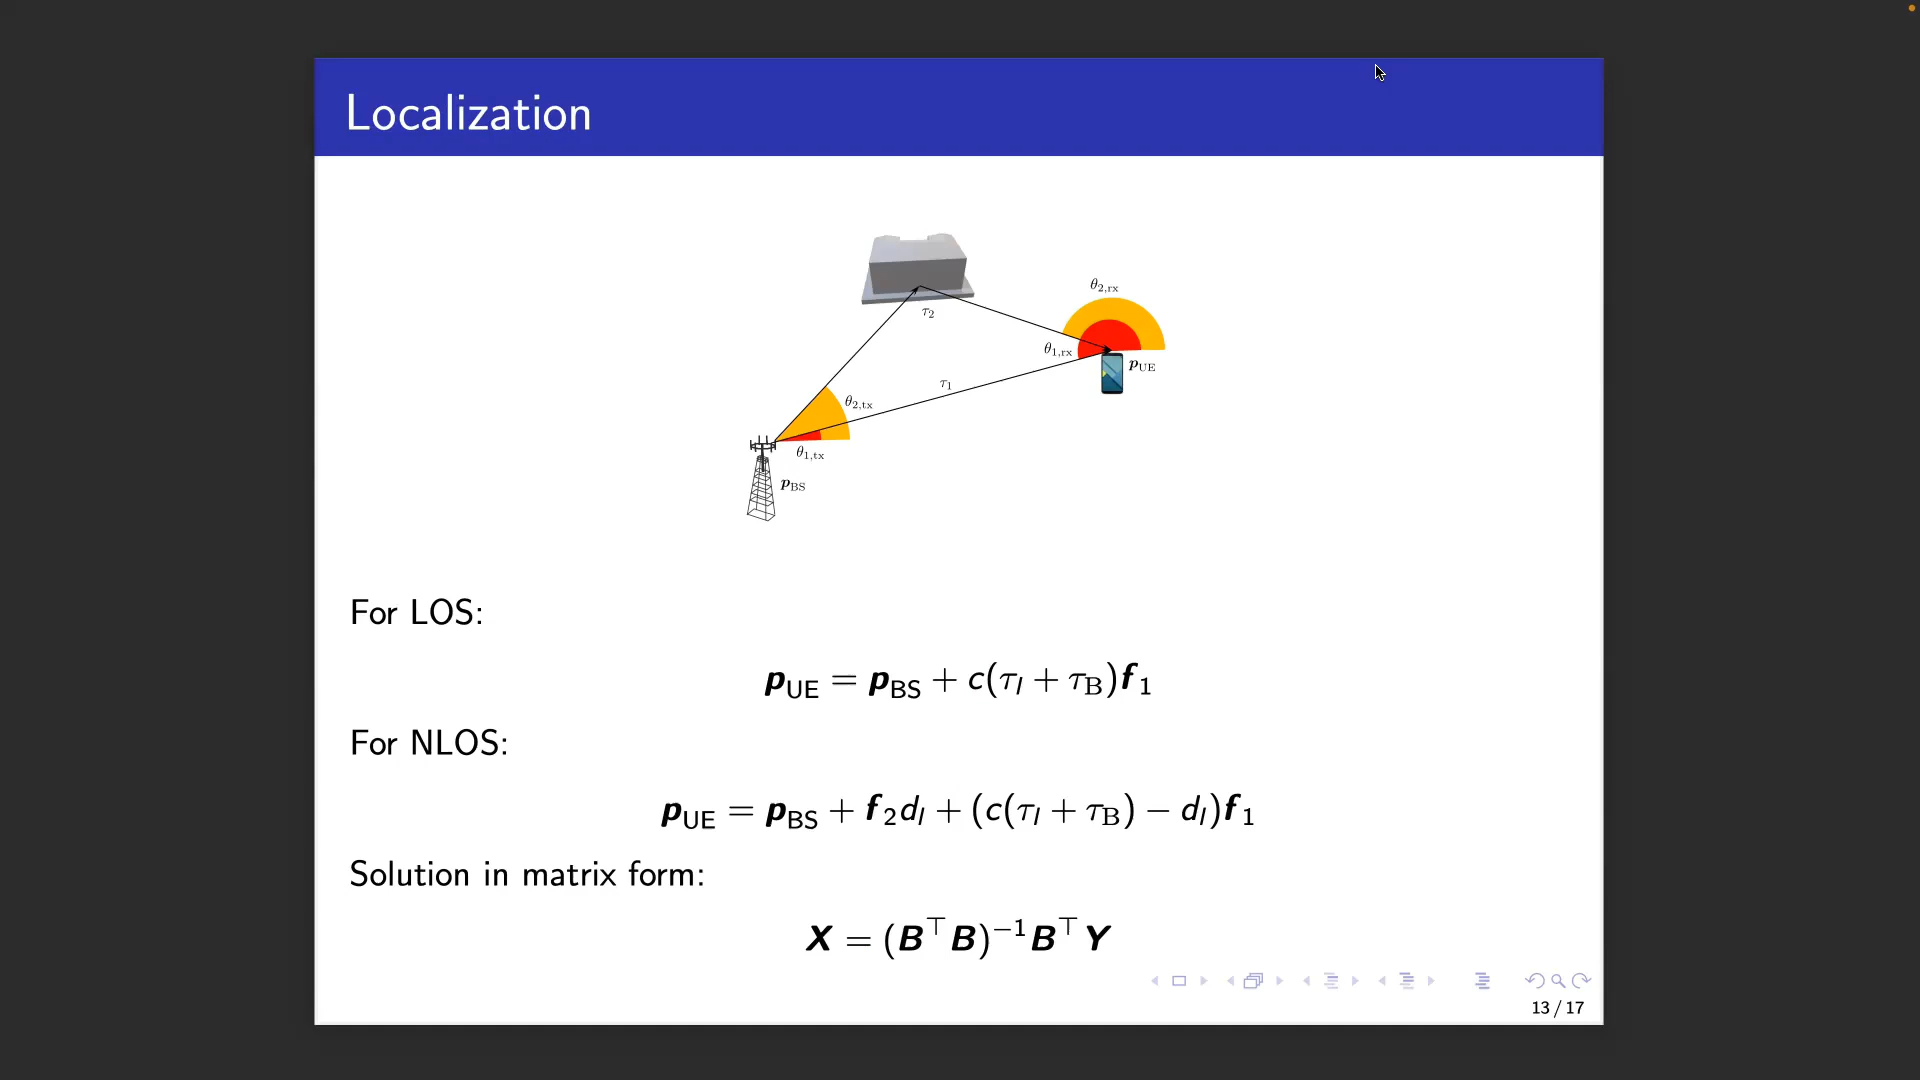 Localization
θ2,rx
τ2
θ1,rx
pUE
τ1
θ2,tx
θ1,tx
pBS
For LOS:
pUE = pBS + c(τl + τB)f1
For NLOS:
pUE = pBS + f2dl + (c(τl + τB) − dl)f1
Solution in matrix form:
X = (B⊤B)−1B⊤Y
13 / 17